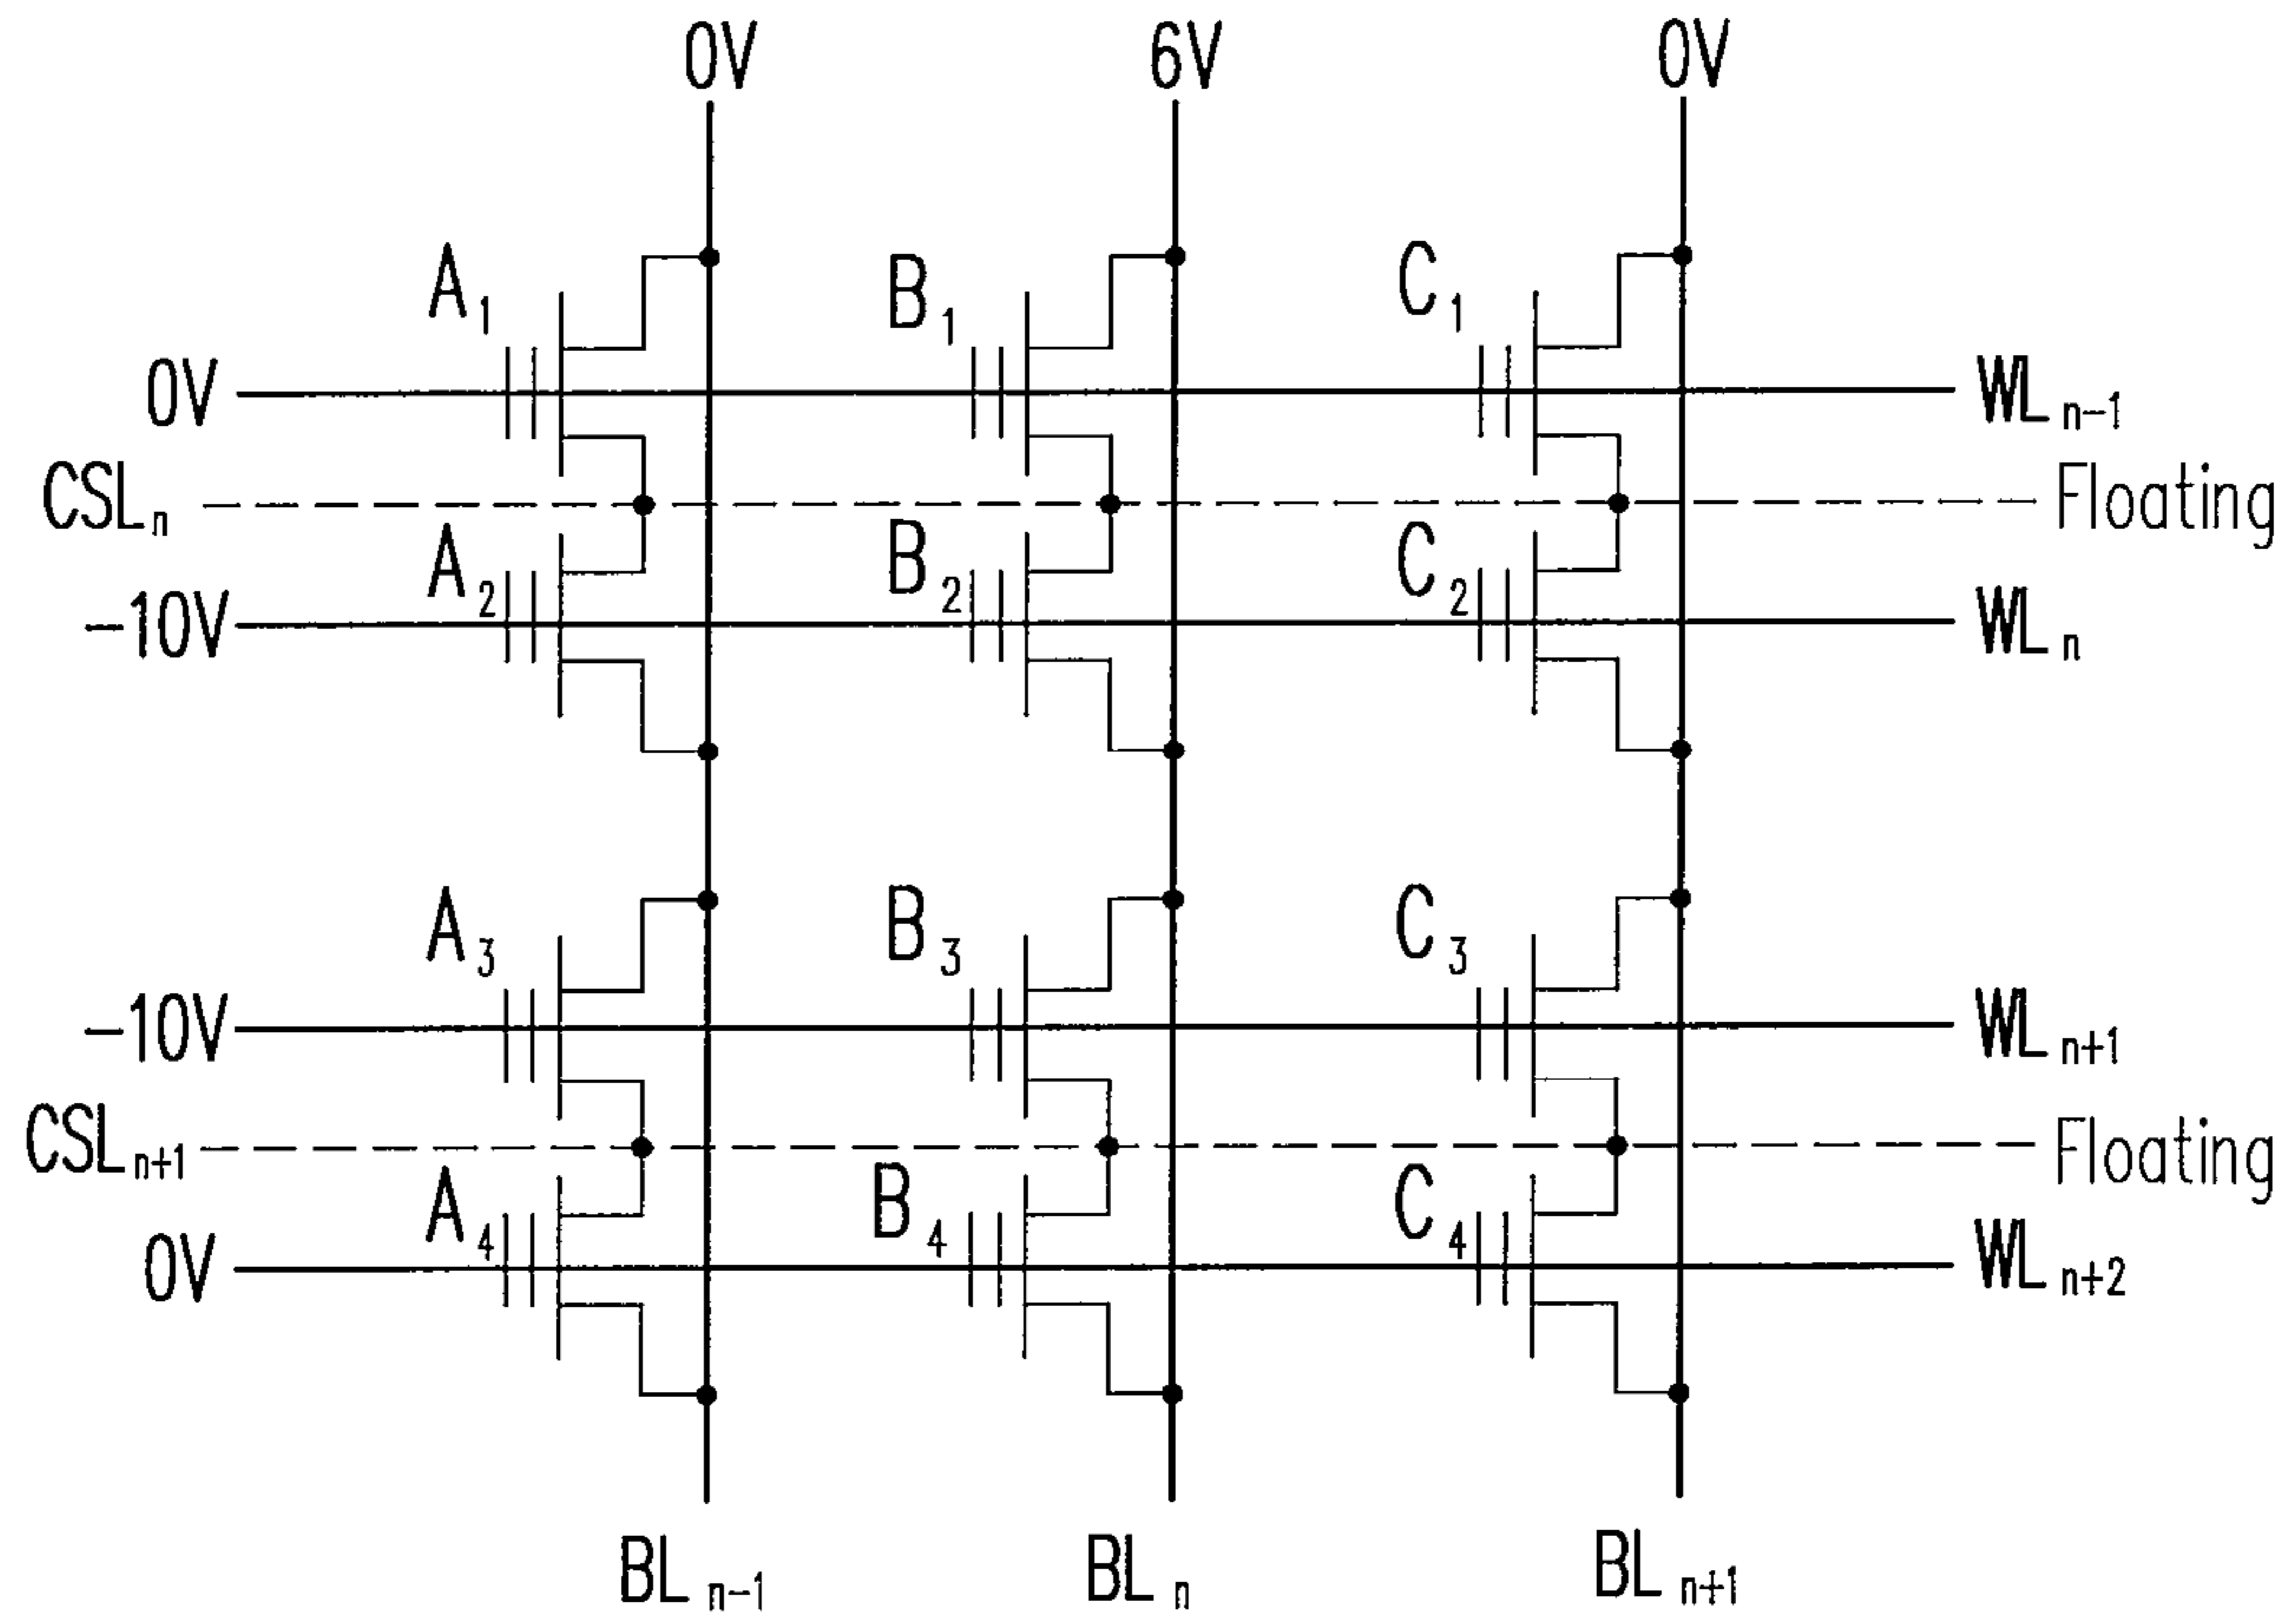 0V 6V 0V
A1 B1 C1
0V WLn-1
CSLn Floating
A2 B2 C2
-10V WLn
A3 B3 C3
-10V WLn+1
CSLn+1 Floating
A4 B4 C4
0V WLn+2
BLn-1 BLn BLn+1